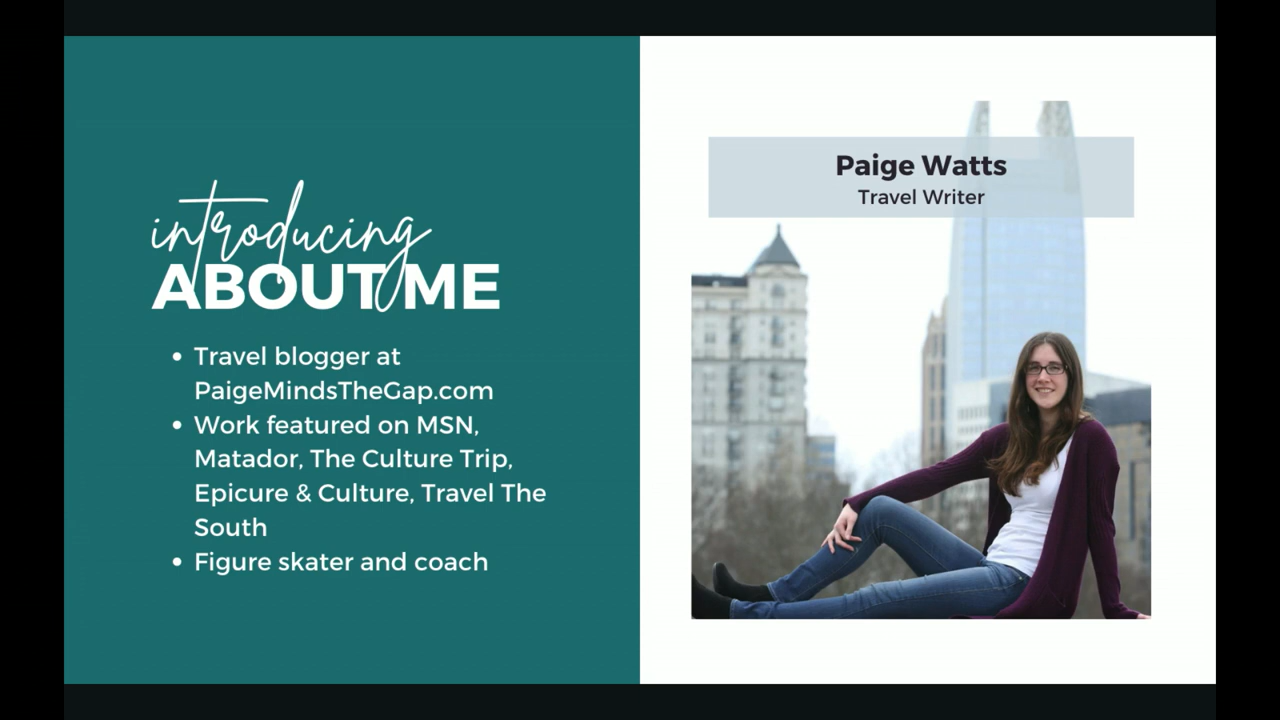 introducing
ABOUT ME
• Travel blogger at
PaigeMindsTheGap.com
• Work featured on MSN,
Matador, The Culture Trip,
Epicure & Culture, Travel The
South
• Figure skater and coach
Paige Watts
Travel Writer